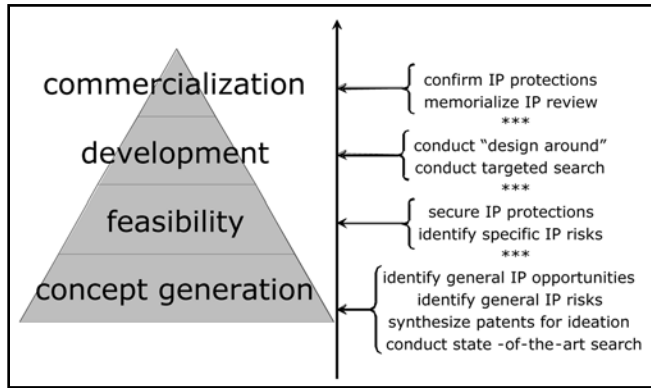 commercialization
development
feasibility
concept generation
confirm IP protections
memorialize IP review
***
conduct “design around”
conduct targeted search
***
secure IP protections
identify specific IP risks
***
identify general IP opportunities
identify general IP risks
synthesize patents for ideation
conduct state -of-the-art search